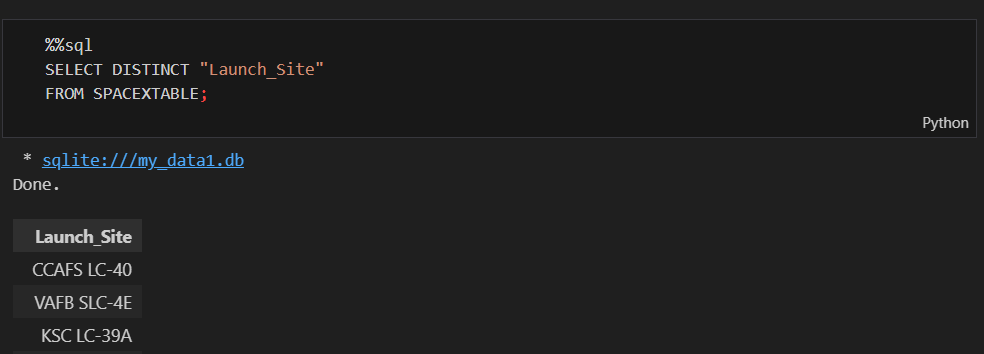 %%sql
SELECT DISTINCT "Launch_Site"
FROM SPACEXTABLE;
Python
* sqlite:///my_data1.db
Done.
Launch_Site
CCAFS LC-40
VAFB SLC-4E
KSC LC-39A